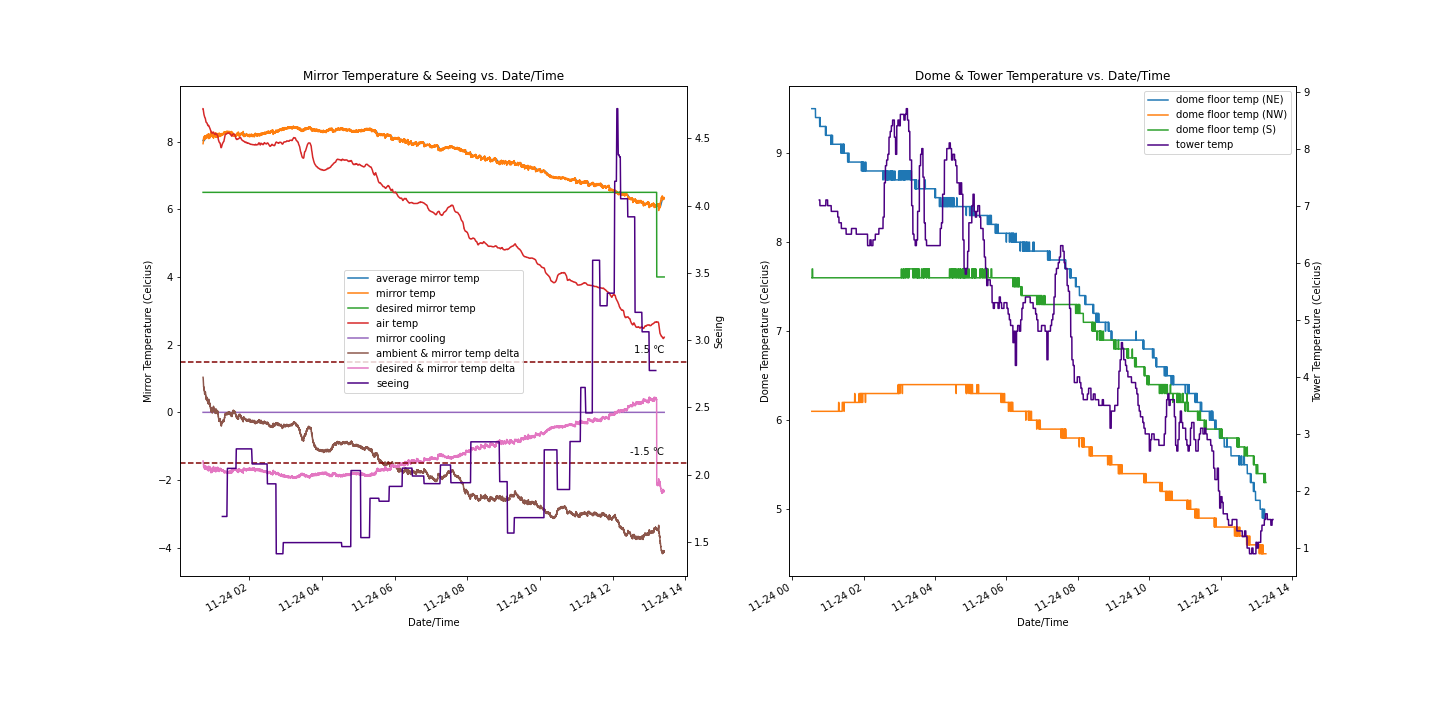 Mirror Temperature & Seeing vs. Date/Time
Mirror Temperature (Celcius)
8
6
4
2
0
−2
−4
average mirror temp
mirror temp
desired mirror temp
air temp
mirror cooling
ambient & mirror temp delta
desired & mirror temp delta
seeing
1.5 °C
-1.5 °C
4.5
4.0
3.5
3.0
2.5
2.0
1.5
Seeing
11-24 02
11-24 04
11-24 06
11-24 08
11-24 10
11-24 12
11-24 14
Date/Time
Dome & Tower Temperature vs. Date/Time
Dome Temperature (Celcius)
9
8
7
6
5
dome floor temp (NE)
dome floor temp (NW)
dome floor temp (S)
tower temp
9
8
7
6
5
4
3
2
1
Tower Temperature (Celcius)
11-24 00
11-24 02
11-24 04
11-24 06
11-24 08
11-24 10
11-24 12
11-24 14
Date/Time